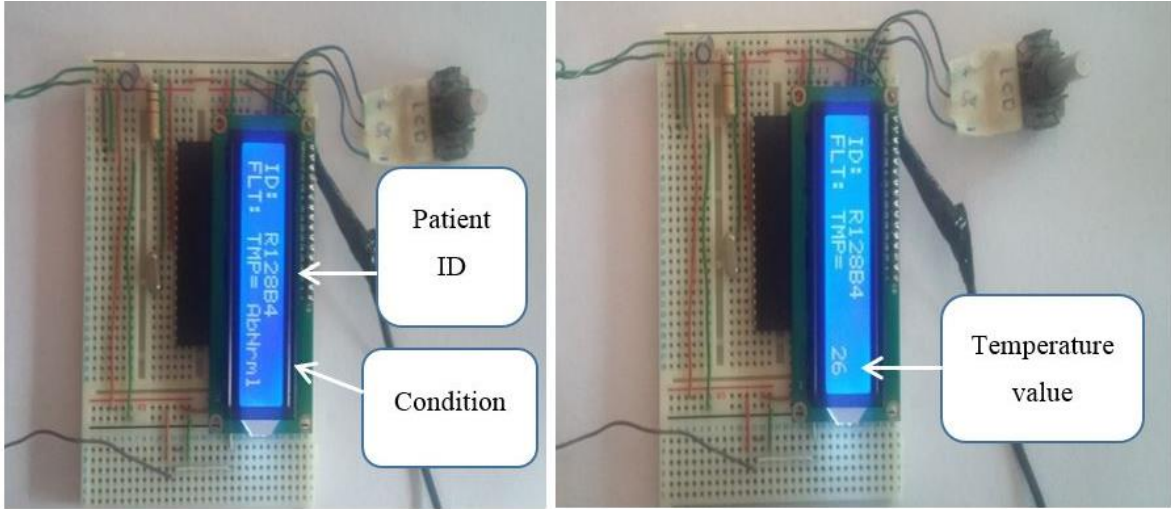 ID: R128B4
FLT: TMP= AbNrml
LCD
Patient
ID
Condition
ID: R128B4
FLT: TMP= 26
LCD
Temperature
value